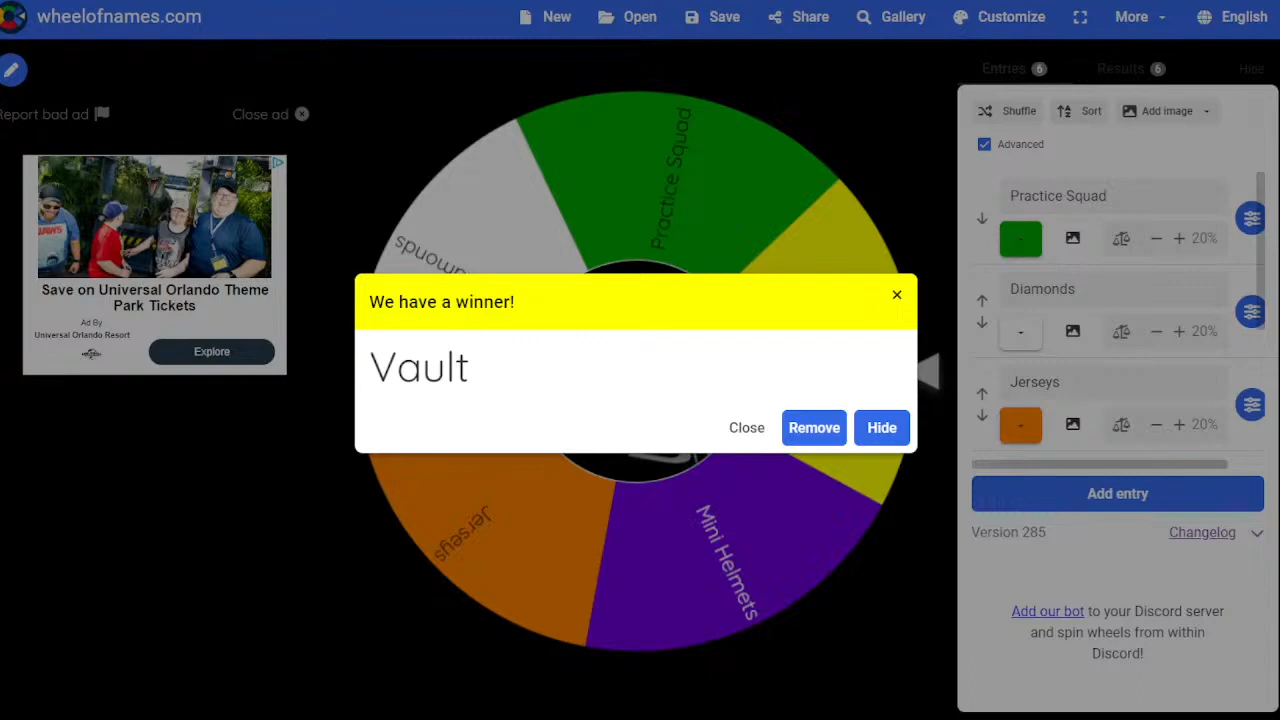 wheelofnames.com
New
Open
Save
Share
Gallery
Customize
More
English
Report bad ad
Close ad
Save on Universal Orlando Theme
Park Tickets
Ad By
Universal Orlando Resort
Explore
JAWS
Practice Squad
Jerseys
Mini Helmets
We have a winner!
Vault
Close
Remove
Hide
Entries 6
Results 6
Hide
Shuffle
Sort
Add image
Advanced
Practice Squad
20%
Diamonds
20%
Jerseys
20%
Add entry
Version 285
Changelog
Add our bot to your Discord server
and spin wheels from within
Discord!